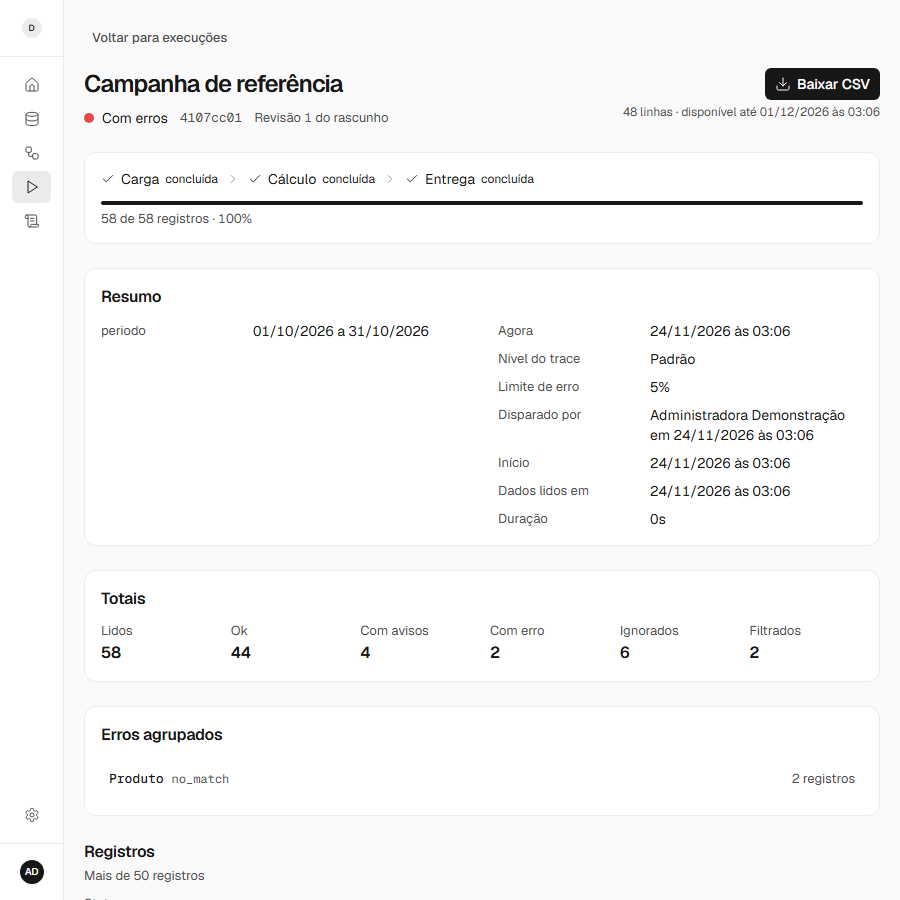 D
Voltar para execuções
Campanha de referência
Baixar CSV
Com erros 4107cc01 Revisão 1 do rascunho
48 linhas · disponível até 01/12/2026 às 03:06
Carga concluída Cálculo concluída Entrega concluída
58 de 58 registros · 100%
Resumo
periodo 01/10/2026 a 31/10/2026
Agora 24/11/2026 às 03:06
Nível do trace Padrão
Limite de erro 5%
Disparado por Administradora Demonstração
em 24/11/2026 às 03:06
Início 24/11/2026 às 03:06
Dados lidos em 24/11/2026 às 03:06
Duração 0s
Totais
Lidos Ok Com avisos Com erro Ignorados Filtrados
58 44 4 2 6 2
Erros agrupados
Produto no_match 2 registros
Registros
Mais de 50 registros
AD